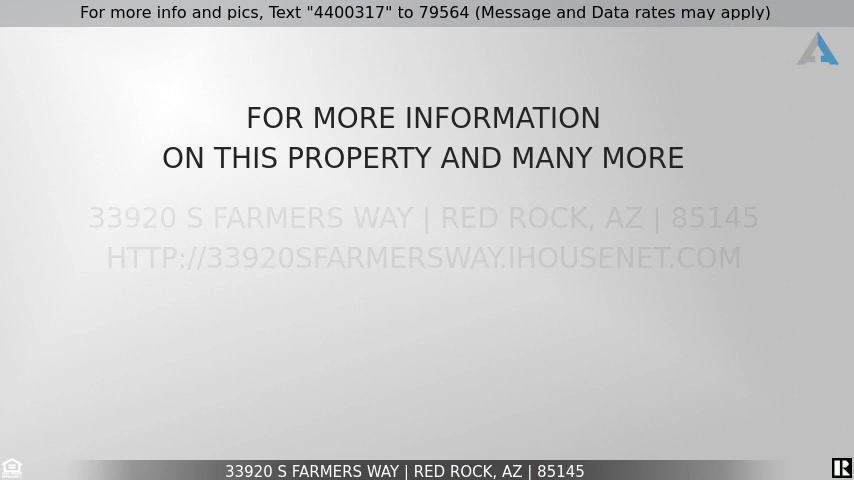 For more info and pics, Text "4400317" to 79564 (Message and Data rates may apply)
FOR MORE INFORMATION
ON THIS PROPERTY AND MANY MORE
33920 S FARMERS WAY | RED ROCK, AZ | 85145
HTTP://33920SFARMERSWAY.IHOUSENET.COM
33920 S FARMERS WAY | RED ROCK, AZ | 85145